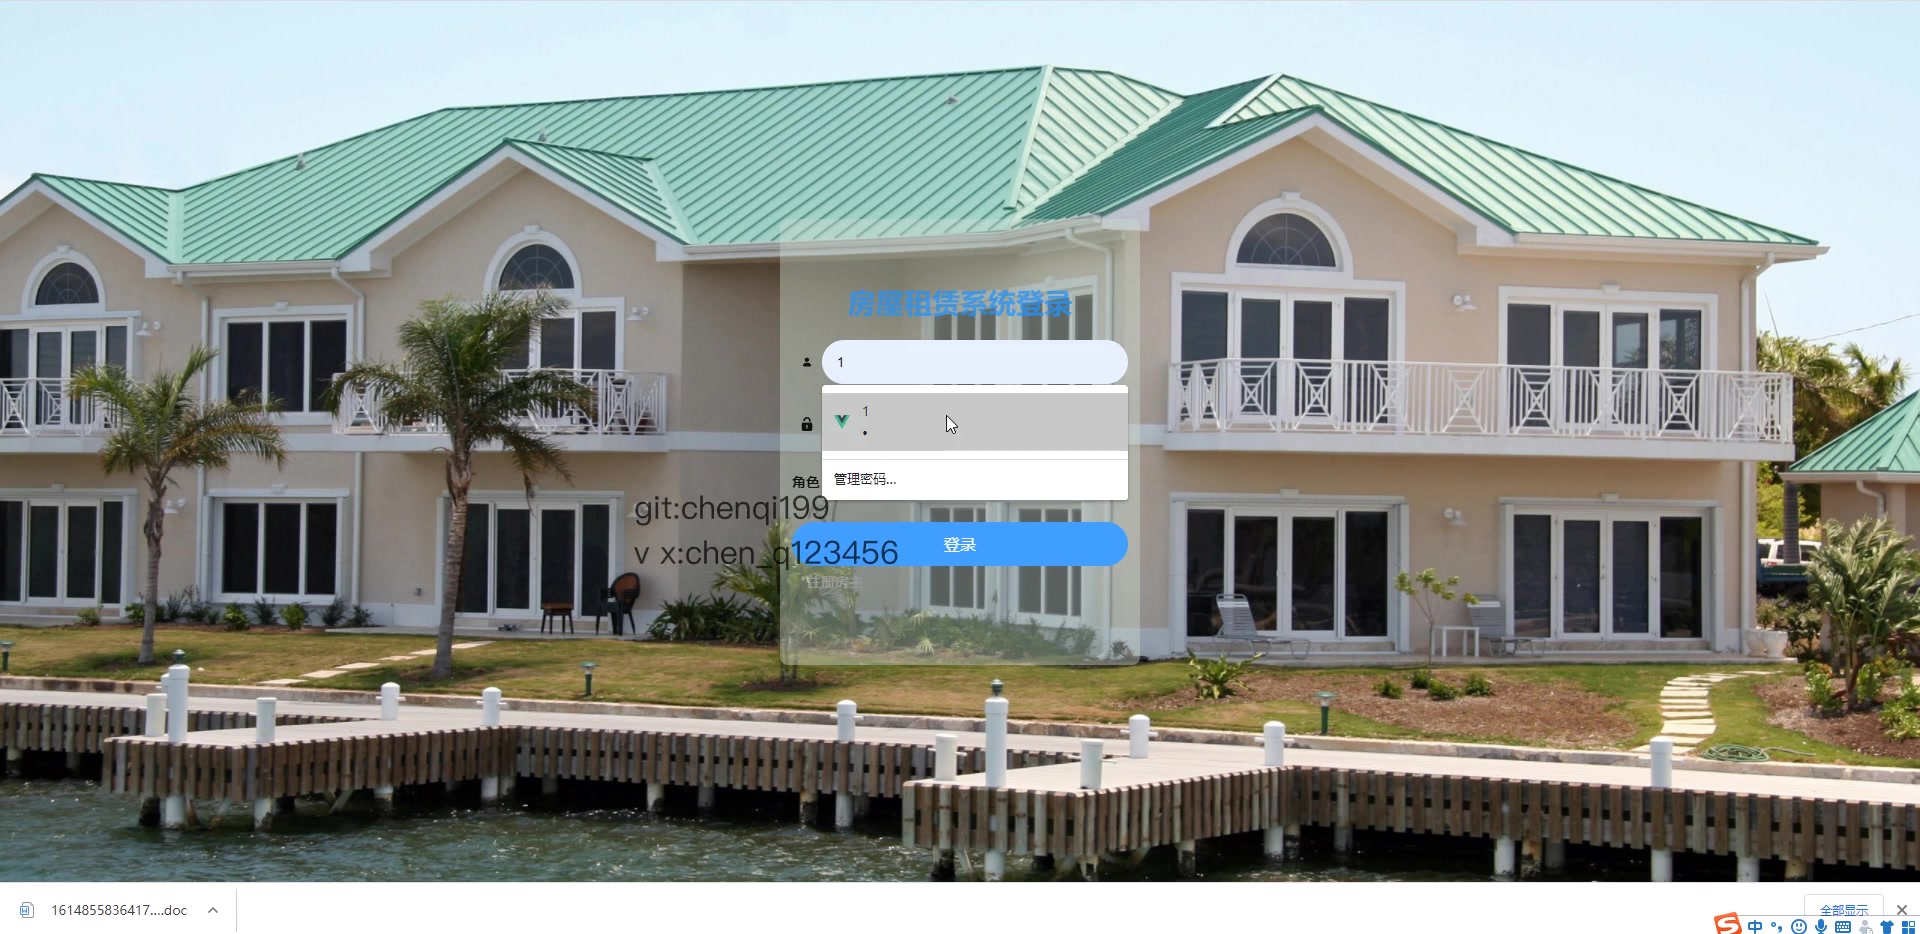 房屋租赁系统登录
1
1
•
角色
管理密码...
git:chenqi199
v x:chen_q123456
登录
注册房主
1614855836417....doc
全部显示
中